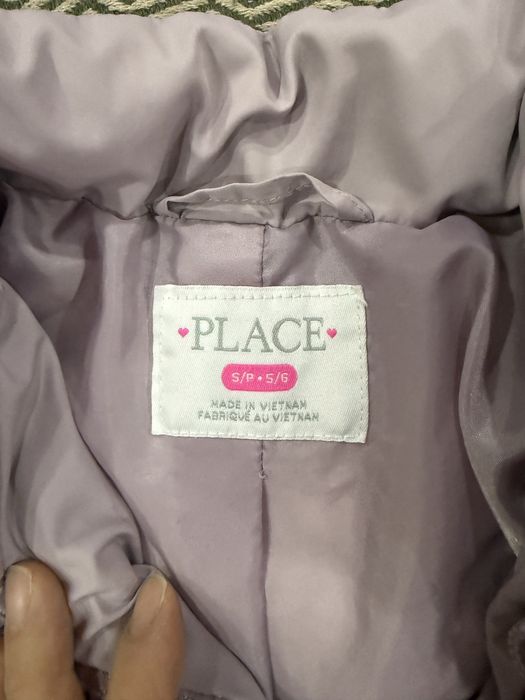 ♥PLACE♥
S/P • 5/6
MADE IN VIETNAM
FABRIQUÉ AU VIETNAM